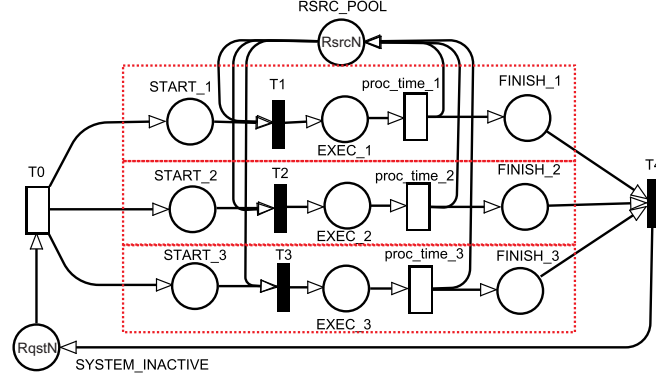 RSRC_POOL
RsrcN
START_1
T1
proc_time_1
FINISH_1
EXEC_1
T0
START_2
T2
proc_time_2
FINISH_2
T4
EXEC_2
START_3
T3
proc_time_3
FINISH_3
EXEC_3
RqstN
SYSTEM_INACTIVE